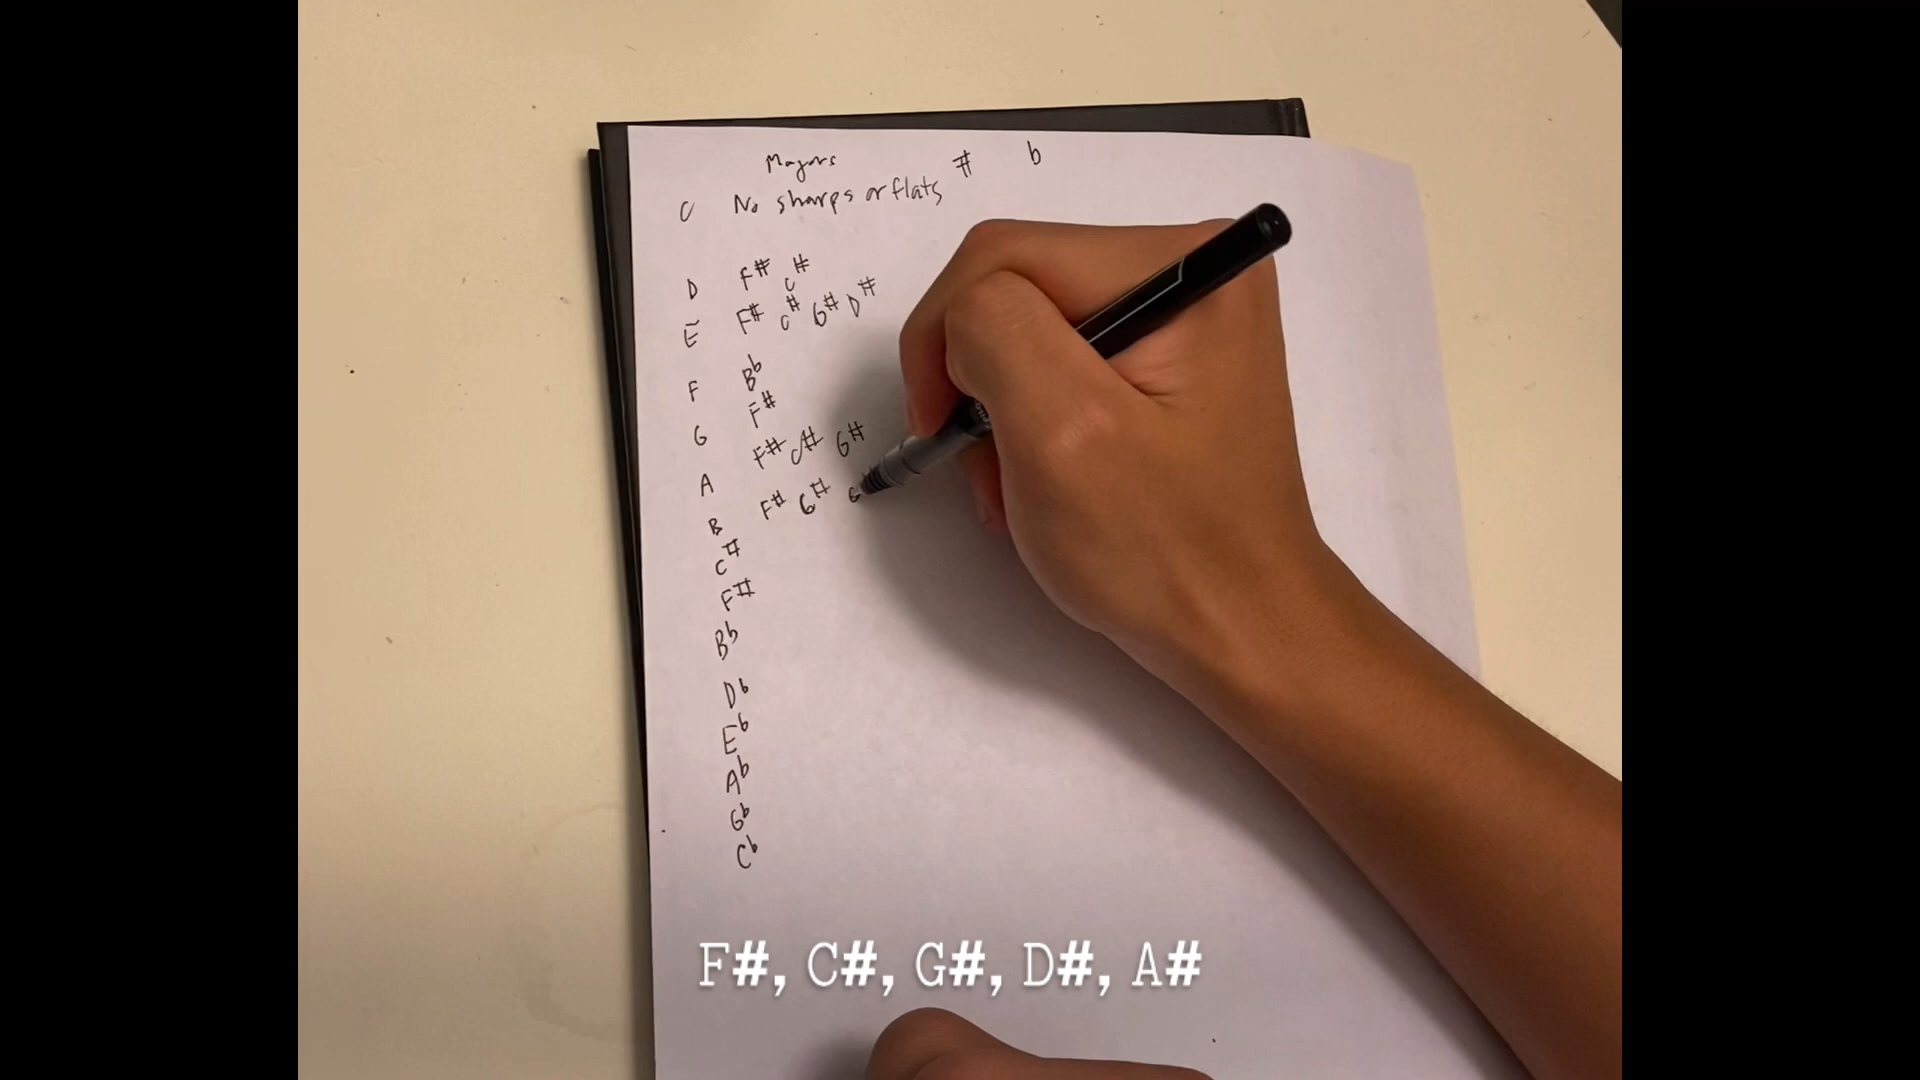 Majors # b
C No sharps or flats
D F# C#
E F# C# G# D#
F Bb
G F#
A F# C# G#
B F# G# G
C#
F#
Bb
Db
Eb
Ab
Gb
Cb
F#, C#, G#, D#, A#